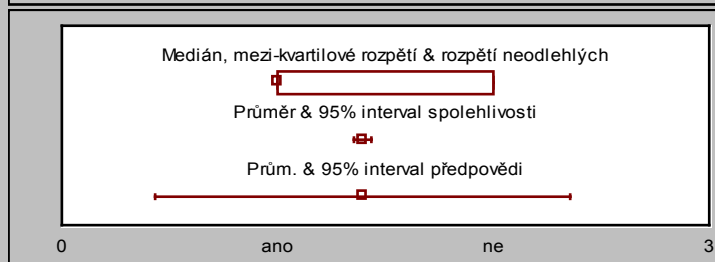 Medián, mezi-kvartilové rozpětí & rozpětí neodlehlých
Průměr & 95% interval spolehlivosti
Prům. & 95% interval předpovědi
0 ano ne 3